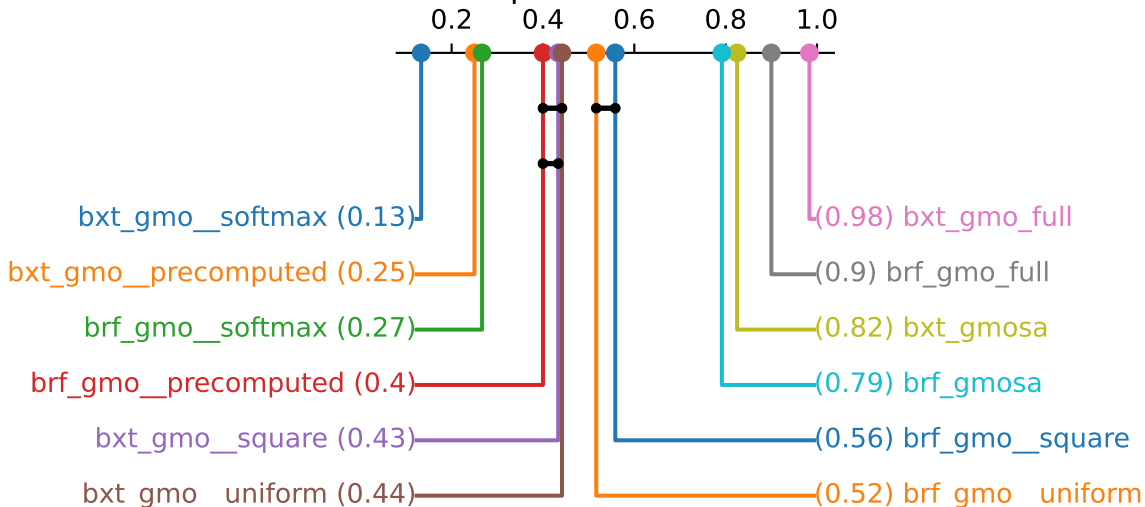 0.2 0.4 0.6 0.8 1.0
bxt_gmo__softmax (0.13) (0.98) bxt_gmo_full
bxt_gmo__precomputed (0.25) (0.9) brf_gmo_full
brf_gmo__softmax (0.27) (0.82) bxt_gmosa
brf_gmo__precomputed (0.4) (0.79) brf_gmosa
bxt_gmo__square (0.43) (0.56) brf_gmo__square
bxt_gmo__uniform (0.44) (0.52) brf_gmo__uniform